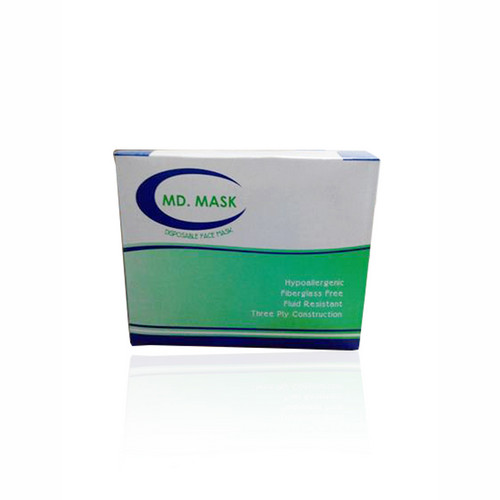 MD. MASK
DISPOSABLE FACE MASK
Hypoallergenic
Fiberglass Free
Fluid Resistant
Three Ply Construction